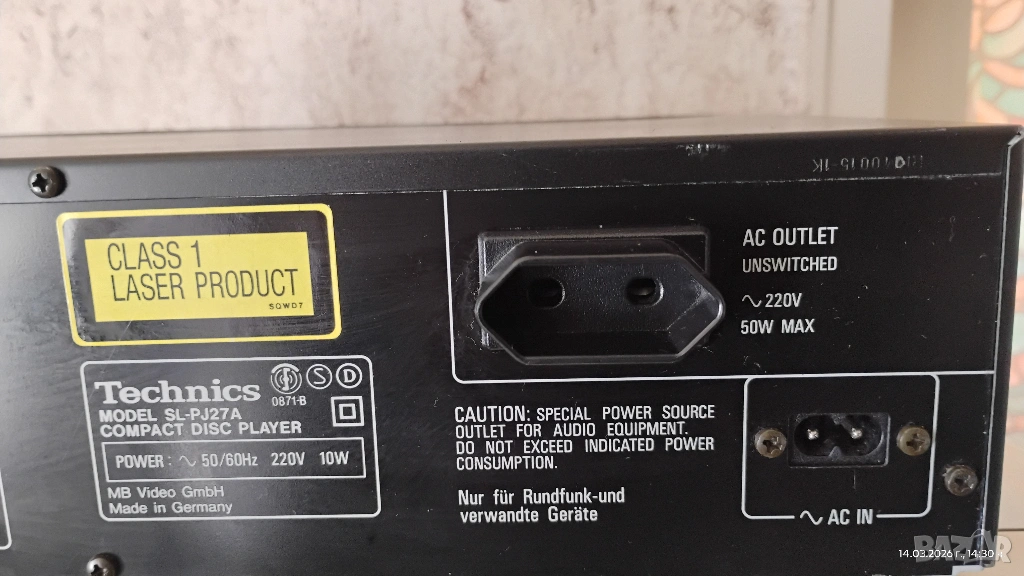 CLASS 1
LASER PRODUCT
SQWD7
Technics
0871-B
S
D
MODEL SL-PJ27A
COMPACT DISC PLAYER
POWER: ∿ 50/60Hz 220V 10W
MB Video GmbH
Made in Germany
AC OUTLET
UNSWITCHED
∿ 220V
50W MAX
CAUTION: SPECIAL POWER SOURCE
OUTLET FOR AUDIO EQUIPMENT.
DO NOT EXCEED INDICATED POWER
CONSUMPTION.
Nur für Rundfunk-und
verwandte Geräte
∿ AC IN
BAZAR
14.03.2026 г., 14:30 ч.